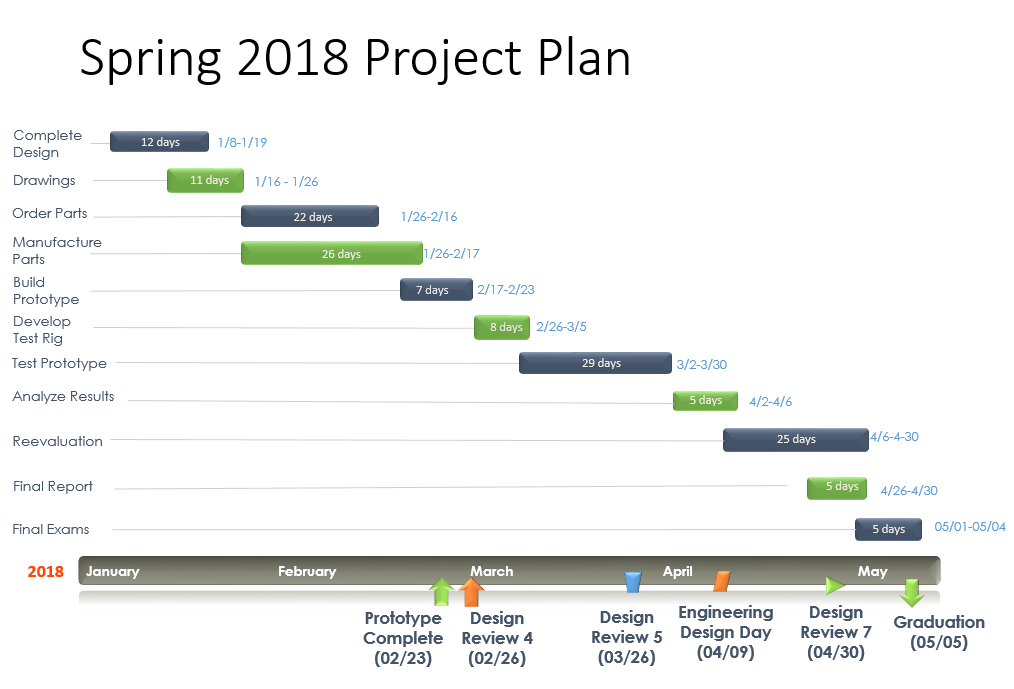 Spring 2018 Project Plan
Complete
Design
12 days
1/8-1/19
Drawings
11 days
1/16 - 1/26
Order Parts
22 days
1/26-2/16
Manufacture
Parts
26 days
1/26-2/17
Build
Prototype
7 days
2/17-2/23
Develop
Test Rig
8 days
2/26-3/5
Test Prototype
29 days
3/2-3/30
Analyze Results
5 days
4/2-4/6
Reevaluation
25 days
4/6-4-30
Final Report
5 days
4/26-4/30
Final Exams
5 days
05/01-05/04
2018
January
February
March
April
May
Prototype
Complete
(02/23)
Design
Review 4
(02/26)
Design
Review 5
(03/26)
Engineering
Design Day
(04/09)
Design
Review 7
(04/30)
Graduation
(05/05)